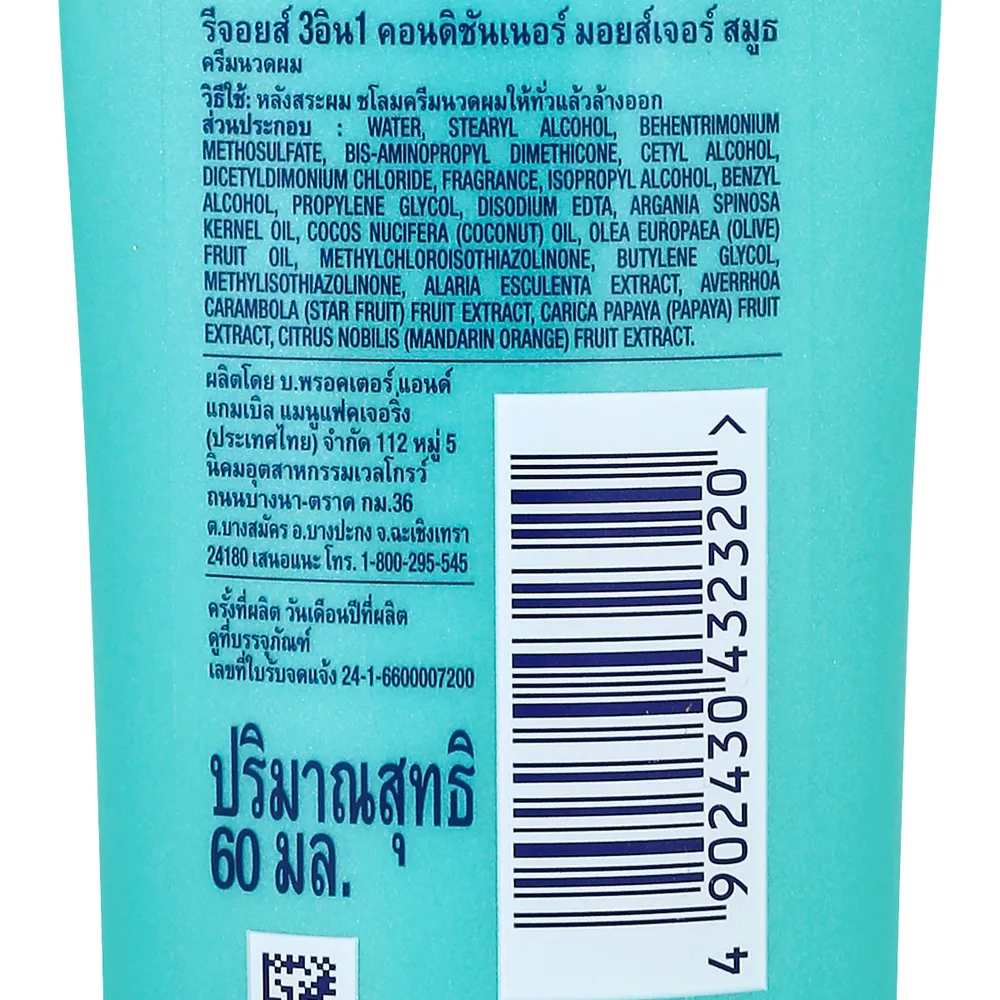 รีจอยส์ 3อิน1 คอนดิชันเนอร์ มอยส์เจอร์ สมูธ
ครีมนวดผม
วิธีใช้: หลังสระผม ชโลมครีมนวดผมให้ทั่วแล้วล้างออก
ส่วนประกอบ : WATER, STEARYL ALCOHOL, BEHENTRIMONIUM
METHOSULFATE, BIS-AMINOPROPYL DIMETHICONE, CETYL ALCOHOL,
DICETYLDIMONIUM CHLORIDE, FRAGRANCE, ISOPROPYL ALCOHOL, BENZYL
ALCOHOL, PROPYLENE GLYCOL, DISODIUM EDTA, ARGANIA SPINOSA
KERNEL OIL, COCOS NUCIFERA (COCONUT) OIL, OLEA EUROPAEA (OLIVE)
FRUIT OIL, METHYLCHLOROISOTHIAZOLINONE, BUTYLENE GLYCOL,
METHYLISOTHIAZOLINONE, ALARIA ESCULENTA EXTRACT, AVERRHOA
CARAMBOLA (STAR FRUIT) FRUIT EXTRACT, CARICA PAPAYA (PAPAYA) FRUIT
EXTRACT, CITRUS NOBILIS (MANDARIN ORANGE) FRUIT EXTRACT.
ผลิตโดย บ.พรอคเตอร์ แอนด์
แกมเบิล แมนูแฟคเจอริ่ง
(ประเทศไทย) จำกัด 112 หมู่ 5
นิคมอุตสาหกรรมเวลโกรว์
ถนนบางนา-ตราด กม.36
ต.บางสมัคร อ.บางปะกง จ.ฉะเชิงเทรา
24180 เสนอแนะ โทร. 1-800-295-545
ครั้งที่ผลิต วันเดือนปีที่ผลิต
ดูที่บรรจุภัณฑ์
เลขที่ใบรับจดแจ้ง 24-1-6600007200
ปริมาณสุทธิ
60 มล.
4 902430 432320 >